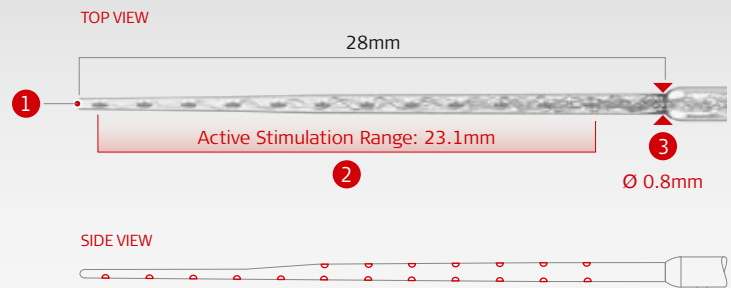 TOP VIEW
28mm
1
Active Stimulation Range: 23.1mm
2
3
Ø 0.8mm
SIDE VIEW